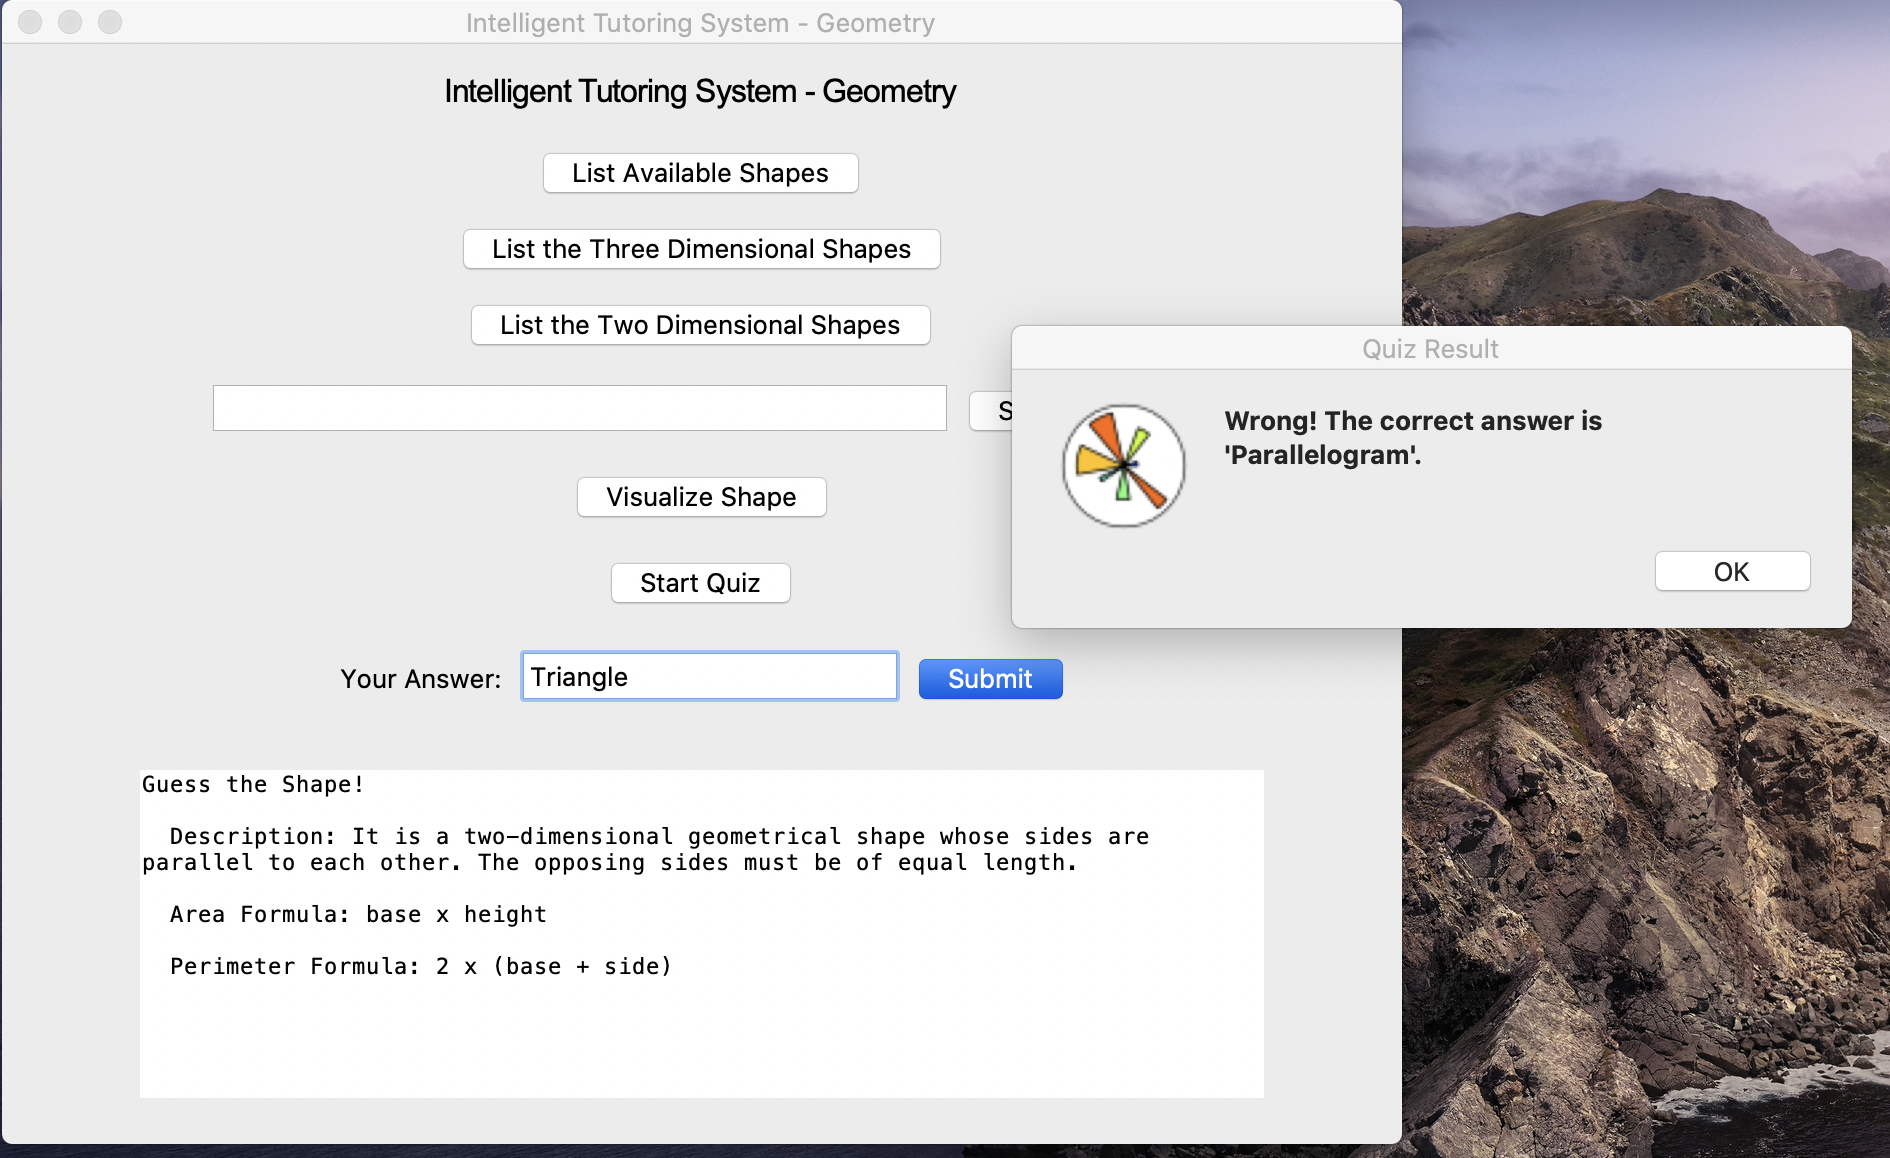 Intelligent Tutoring System - Geometry
Intelligent Tutoring System - Geometry
List Available Shapes
List the Three Dimensional Shapes
List the Two Dimensional Shapes
Quiz Result
Wrong! The correct answer is
'Parallelogram'.
OK
Visualize Shape
Start Quiz
Your Answer: Triangle Submit
Guess the Shape!
Description: It is a two-dimensional geometrical shape whose sides are
parallel to each other. The opposing sides must be of equal length.
Area Formula: base x height
Perimeter Formula: 2 x (base + side)